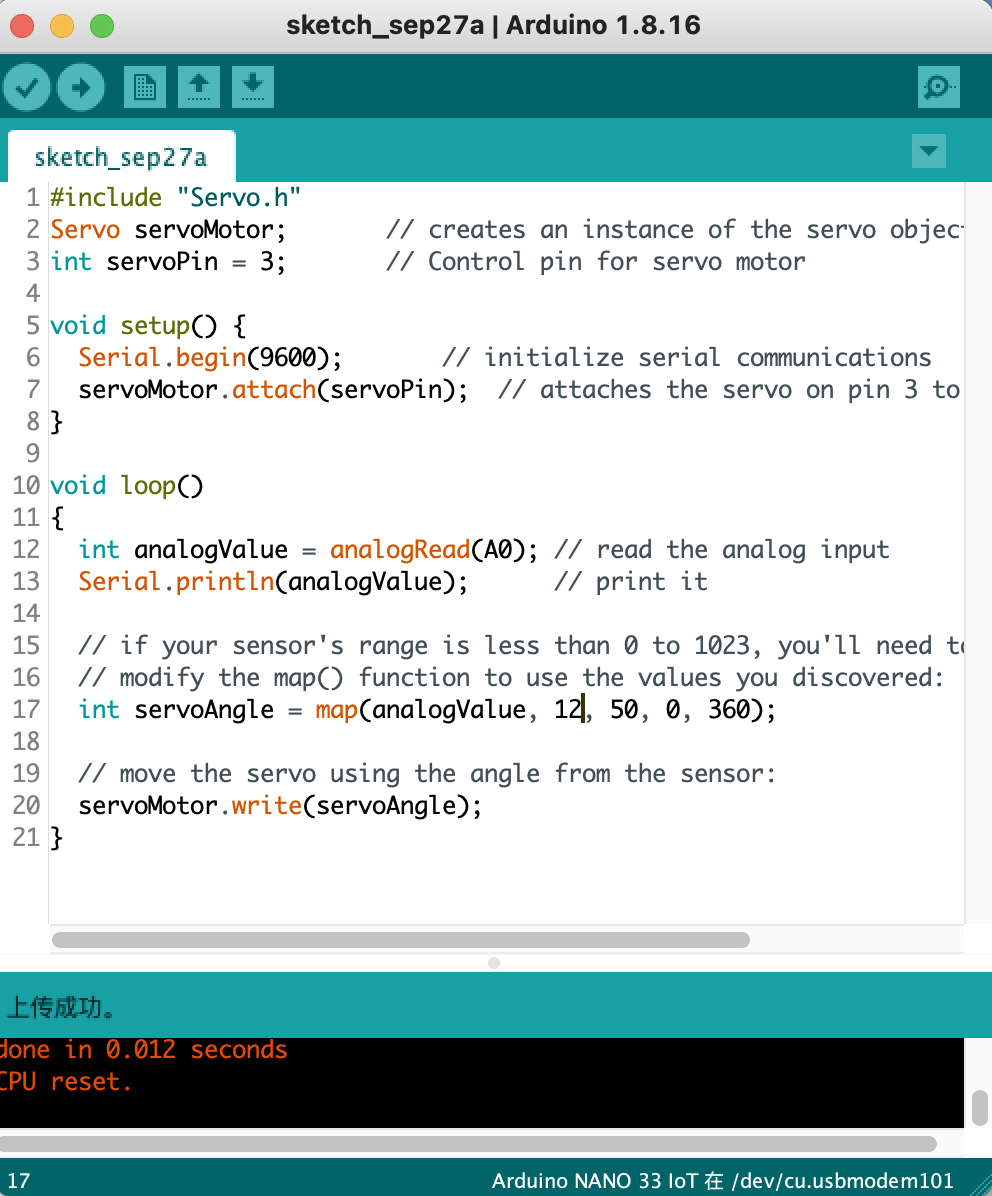 sketch_sep27a | Arduino 1.8.16
sketch_sep27a
1 #include "Servo.h"
2 Servo servoMotor;       // creates an instance of the servo objec
3 int servoPin = 3;       // Control pin for servo motor
4
5 void setup() {
6   Serial.begin(9600);       // initialize serial communications
7   servoMotor.attach(servoPin);  // attaches the servo on pin 3 to
8 }
9
10 void loop()
11 {
12   int analogValue = analogRead(A0); // read the analog input
13   Serial.println(analogValue);      // print it
14
15   // if your sensor's range is less than 0 to 1023, you'll need to
16   // modify the map() function to use the values you discovered:
17   int servoAngle = map(analogValue, 12, 50, 0, 360);
18
19   // move the servo using the angle from the sensor:
20   servoMotor.write(servoAngle);
21 }
上传成功。
done in 0.012 seconds
CPU reset.
17
Arduino NANO 33 IoT 在 /dev/cu.usbmodem101